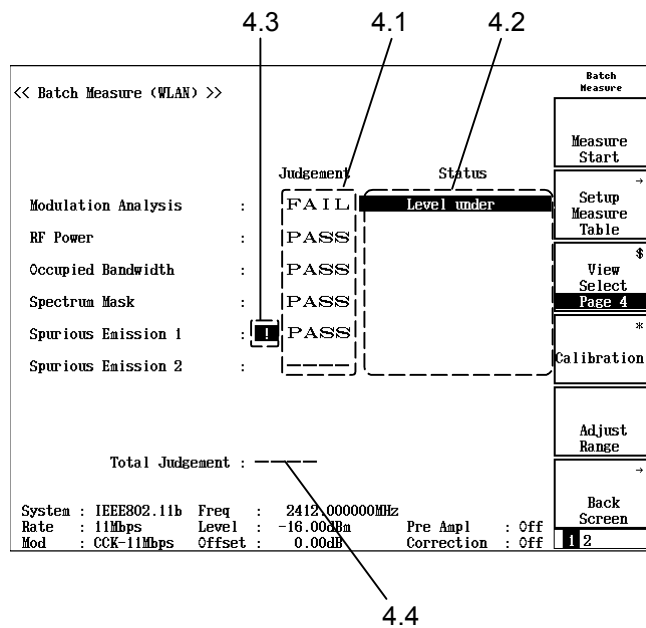 4.3 4.1 4.2
<< Batch Measure (WLAN) >>
Batch
Measure
Measure
Start
→
Setup
Measure
Table
$
View
Select
Page 4
*
Calibration
Adjust
Range
→
Back
Screen
1 2
Judgement Status
Modulation Analysis : FAIL Level under
RF Power : PASS
Occupied Bandwidth : PASS
Spectrum Mask : PASS
Spurious Emission 1 : ! PASS
Spurious Emission 2 : ----
Total Judgement : ----
System : IEEE802.11b Freq : 2412.000000MHz
Rate : 11Mbps Level : -16.00dBm Pre Ampl : Off
Mod : CCK-11Mbps Offset : 0.00dB Correction : Off
4.4